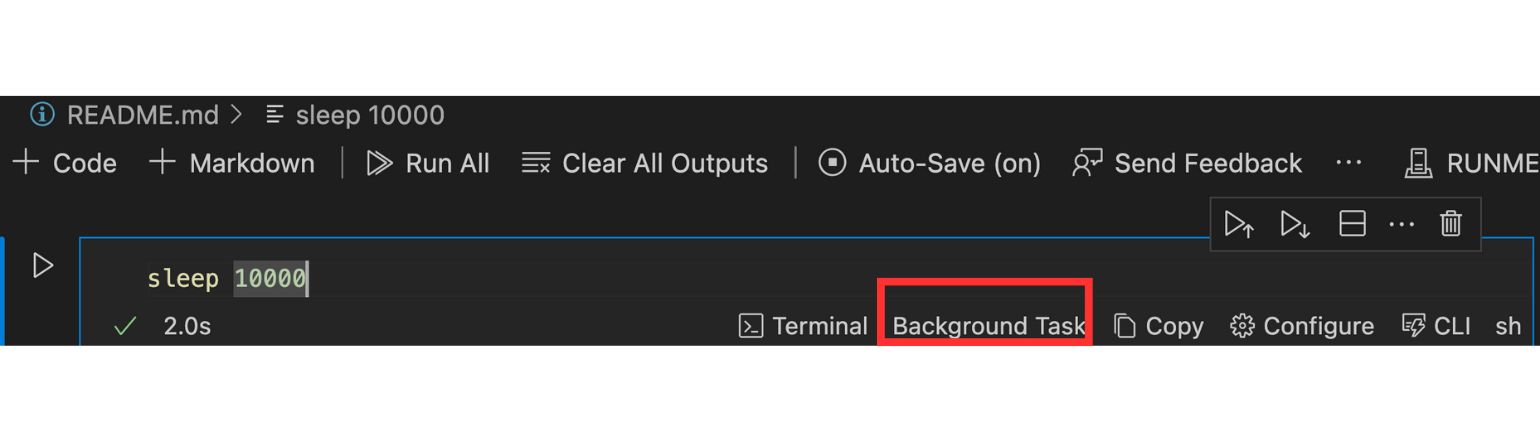 README.md > sleep 10000
Code Markdown Run All Clear All Outputs Auto-Save (on) Send Feedback ... RUNME
sleep 10000
2.0s Terminal Background Task Copy Configure CLI sh